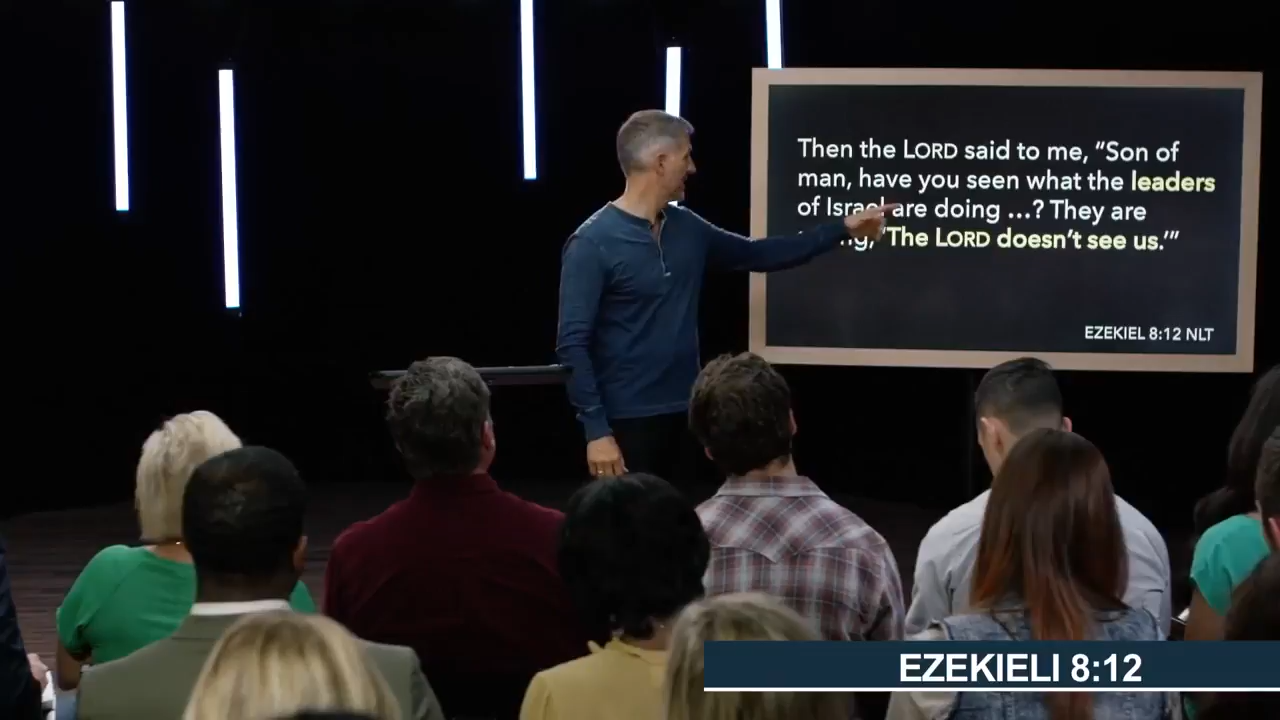 Then the LORD said to me, “Son of
man, have you seen what the leaders
of Israel are doing ...? They are
‘The LORD doesn’t see us.’”
EZEKIEL 8:12 NLT
EZEKIELI 8:12